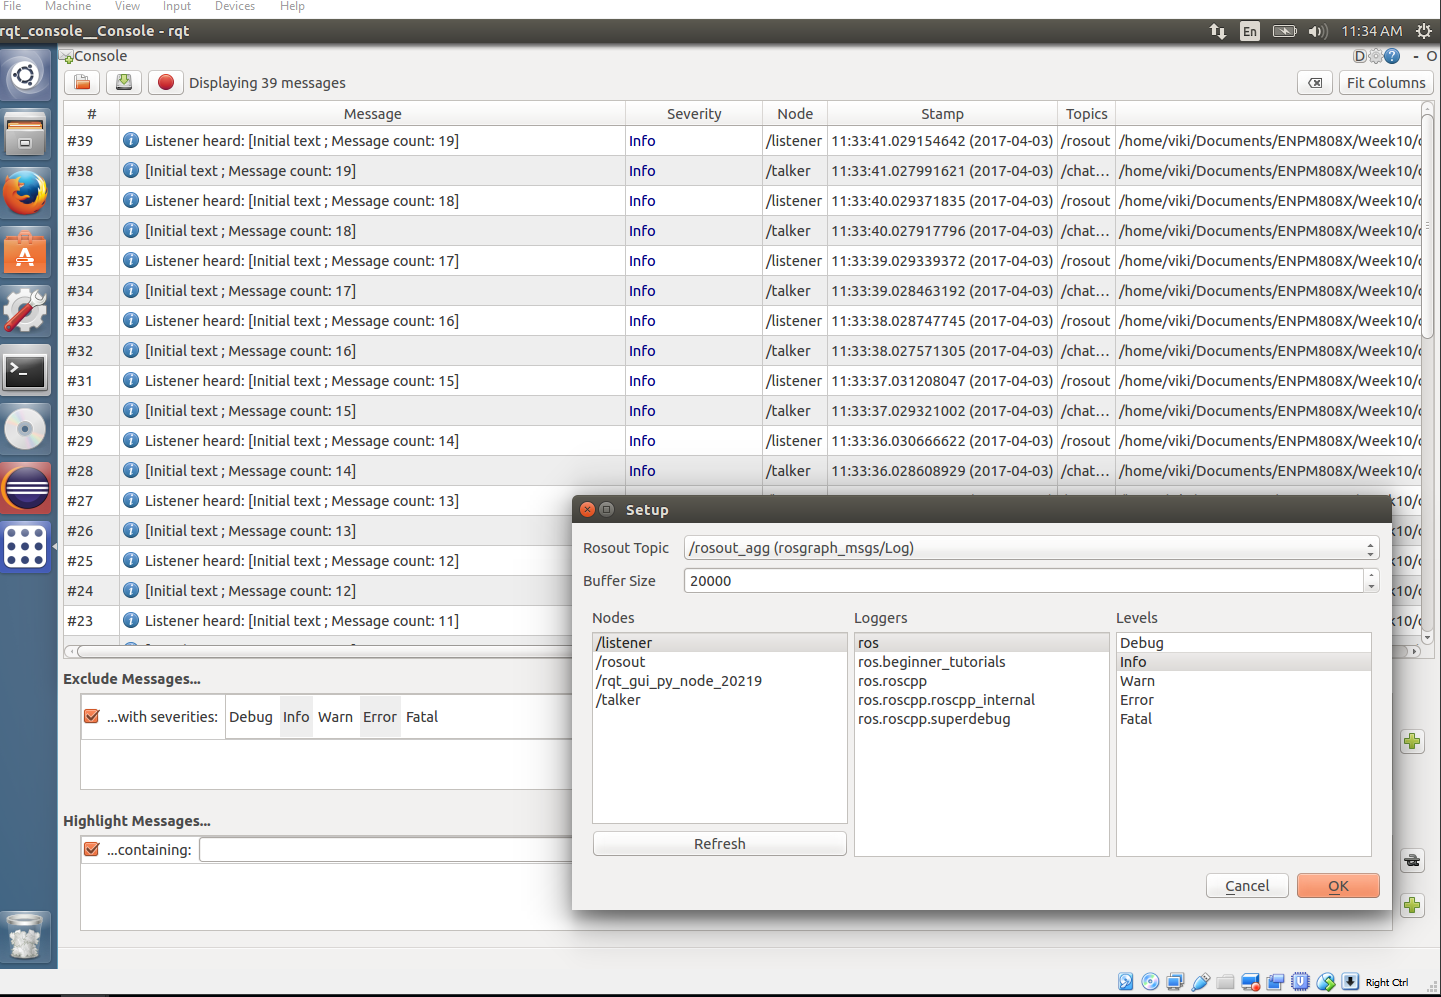 File Machine View Input Devices Help
rqt_console__Console - rqt En 11:34 AM
Console D - O
Displaying 39 messages Fit Columns
# Message Severity Node Stamp Topics
#39 Listener heard: [Initial text ; Message count: 19] Info /listener 11:33:41.029154642 (2017-04-03) /rosout /home/viki/Documents/ENPM808X/Week10/
#38 [Initial text ; Message count: 19] Info /talker 11:33:41.027991621 (2017-04-03) /chat... /home/viki/Documents/ENPM808X/Week10/
#37 Listener heard: [Initial text ; Message count: 18] Info /listener 11:33:40.029371835 (2017-04-03) /rosout /home/viki/Documents/ENPM808X/Week10/
#36 [Initial text ; Message count: 18] Info /talker 11:33:40.027917796 (2017-04-03) /chat... /home/viki/Documents/ENPM808X/Week10/
#35 Listener heard: [Initial text ; Message count: 17] Info /listener 11:33:39.029339372 (2017-04-03) /rosout /home/viki/Documents/ENPM808X/Week10/
#34 [Initial text ; Message count: 17] Info /talker 11:33:39.028463192 (2017-04-03) /chat... /home/viki/Documents/ENPM808X/Week10/
#33 Listener heard: [Initial text ; Message count: 16] Info /listener 11:33:38.028747745 (2017-04-03) /rosout /home/viki/Documents/ENPM808X/Week10/
#32 [Initial text ; Message count: 16] Info /talker 11:33:38.027571305 (2017-04-03) /chat... /home/viki/Documents/ENPM808X/Week10/
#31 Listener heard: [Initial text ; Message count: 15] Info /listener 11:33:37.031208047 (2017-04-03) /rosout /home/viki/Documents/ENPM808X/Week10/
#30 [Initial text ; Message count: 15] Info /talker 11:33:37.029321002 (2017-04-03) /chat... /home/viki/Documents/ENPM808X/Week10/
#29 Listener heard: [Initial text ; Message count: 14] Info /listener 11:33:36.030666622 (2017-04-03) /rosout /home/viki/Documents/ENPM808X/Week10/
#28 [Initial text ; Message count: 14] Info /talker 11:33:36.028608929 (2017-04-03) /chat... /home/viki/Documents/ENPM808X/Week10/
#27 Listener heard: [Initial text ; Message count: 13]
#26 [Initial text ; Message count: 13]
#25 Listener heard: [Initial text ; Message count: 12]
#24 [Initial text ; Message count: 12]
#23 Listener heard: [Initial text ; Message count: 11]
Exclude Messages...
...with severities: Debug Info Warn Error Fatal
Highlight Messages...
...containing:
Setup
Rosout Topic /rosout_agg (rosgraph_msgs/Log)
Buffer Size 20000
Nodes Loggers Levels
/listener ros Debug
/rosout ros.beginner_tutorials Info
/rqt_gui_py_node_20219 ros.roscpp Warn
/talker ros.roscpp.roscpp_internal Error
ros.roscpp.superdebug Fatal
Refresh
Cancel OK
Right Ctrl